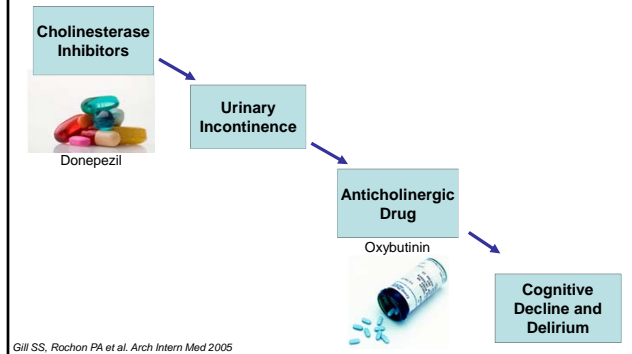 Cholinesterase
Inhibitors
Donepezil
Urinary
Incontinence
Anticholinergic
Drug
Oxybutinin
Cognitive
Decline and
Delirium
Gill SS, Rochon PA et al. Arch Intern Med 2005